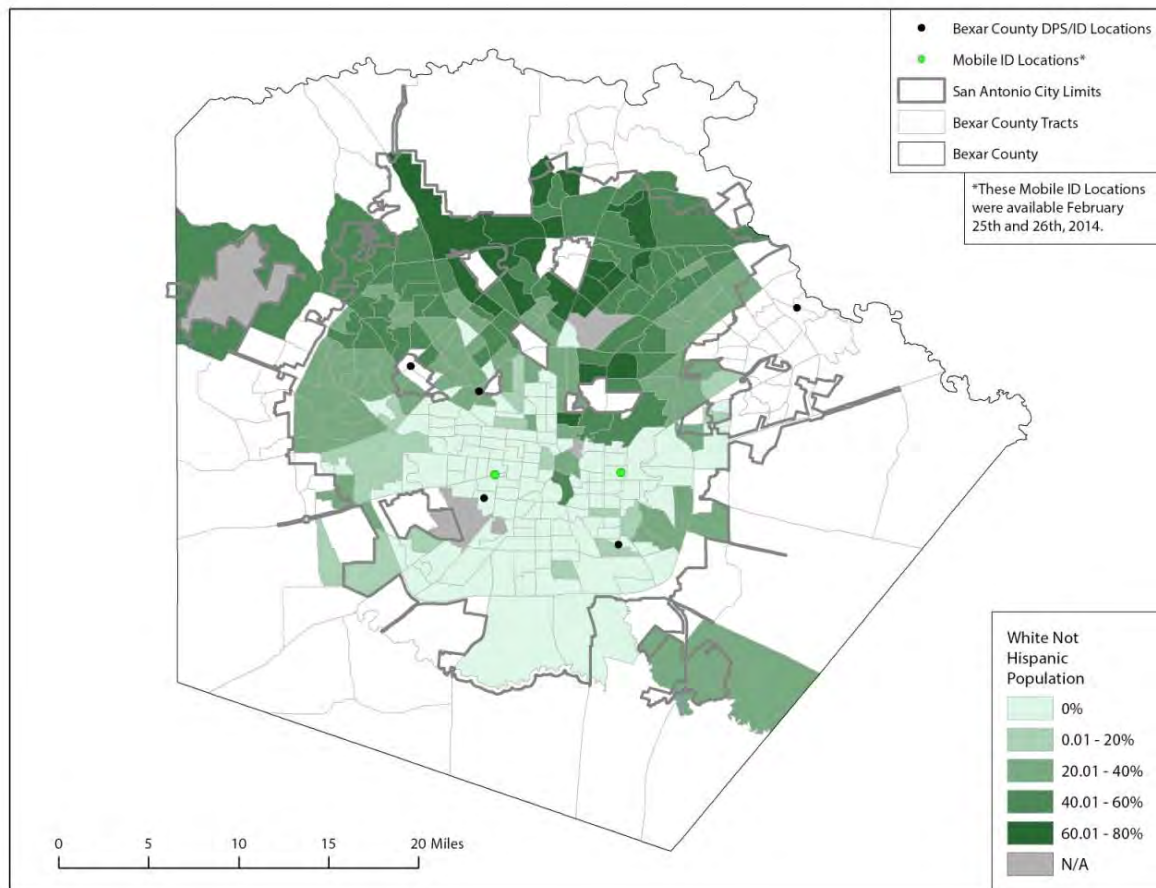 Bexar County DPS/ID Locations
Mobile ID Locations*
San Antonio City Limits
Bexar County Tracts
Bexar County
*These Mobile ID Locations
were available February
25th and 26th, 2014.
White Not
Hispanic
Population
0%
0.01 - 20%
20.01 - 40%
40.01 - 60%
60.01 - 80%
N/A
0 5 10 15 20 Miles